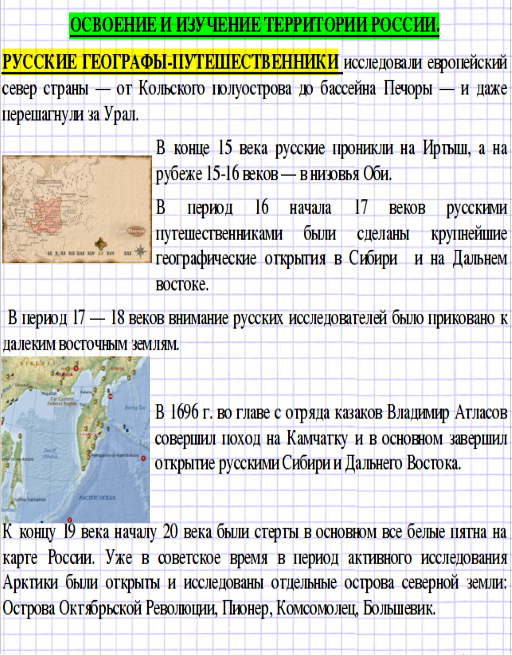 ОСВОЕНИЕ И ИЗУЧЕНИЕ ТЕРРИТОРИИ РОССИИ.
РУССКИЕ ГЕОГРАФЫ-ПУТЕШЕСТВЕННИКИ исследовали европейский
север страны — от Кольского полуострова до бассейна Печоры — и даже
перешагнули за Урал.
В конце 15 века русские проникли на Иртыш, а на
рубеже 15-16 веков — в низовья Оби.
В период 16 начала 17 веков русскими
путешественниками были сделаны крупнейшие
географические открытия в Сибири и на Дальнем
востоке.
В период 17 — 18 веков внимание русских исследователей было приковано к
далеким восточным землям.
В 1696 г. во главе с отряда казаков Владимир Атласов
совершил поход на Камчатку и в основном завершил
открытие русскими Сибири и Дальнего Востока.
PACIFIC OCEAN
К концу 19 века началу 20 века были стерты в основном все белые пятна на
карте России. Уже в советское время в период активного исследования
Арктики были открыты и исследованы отдельные острова северной земли:
Острова Октябрьской Революции, Пионер, Комсомолец, Большевик.